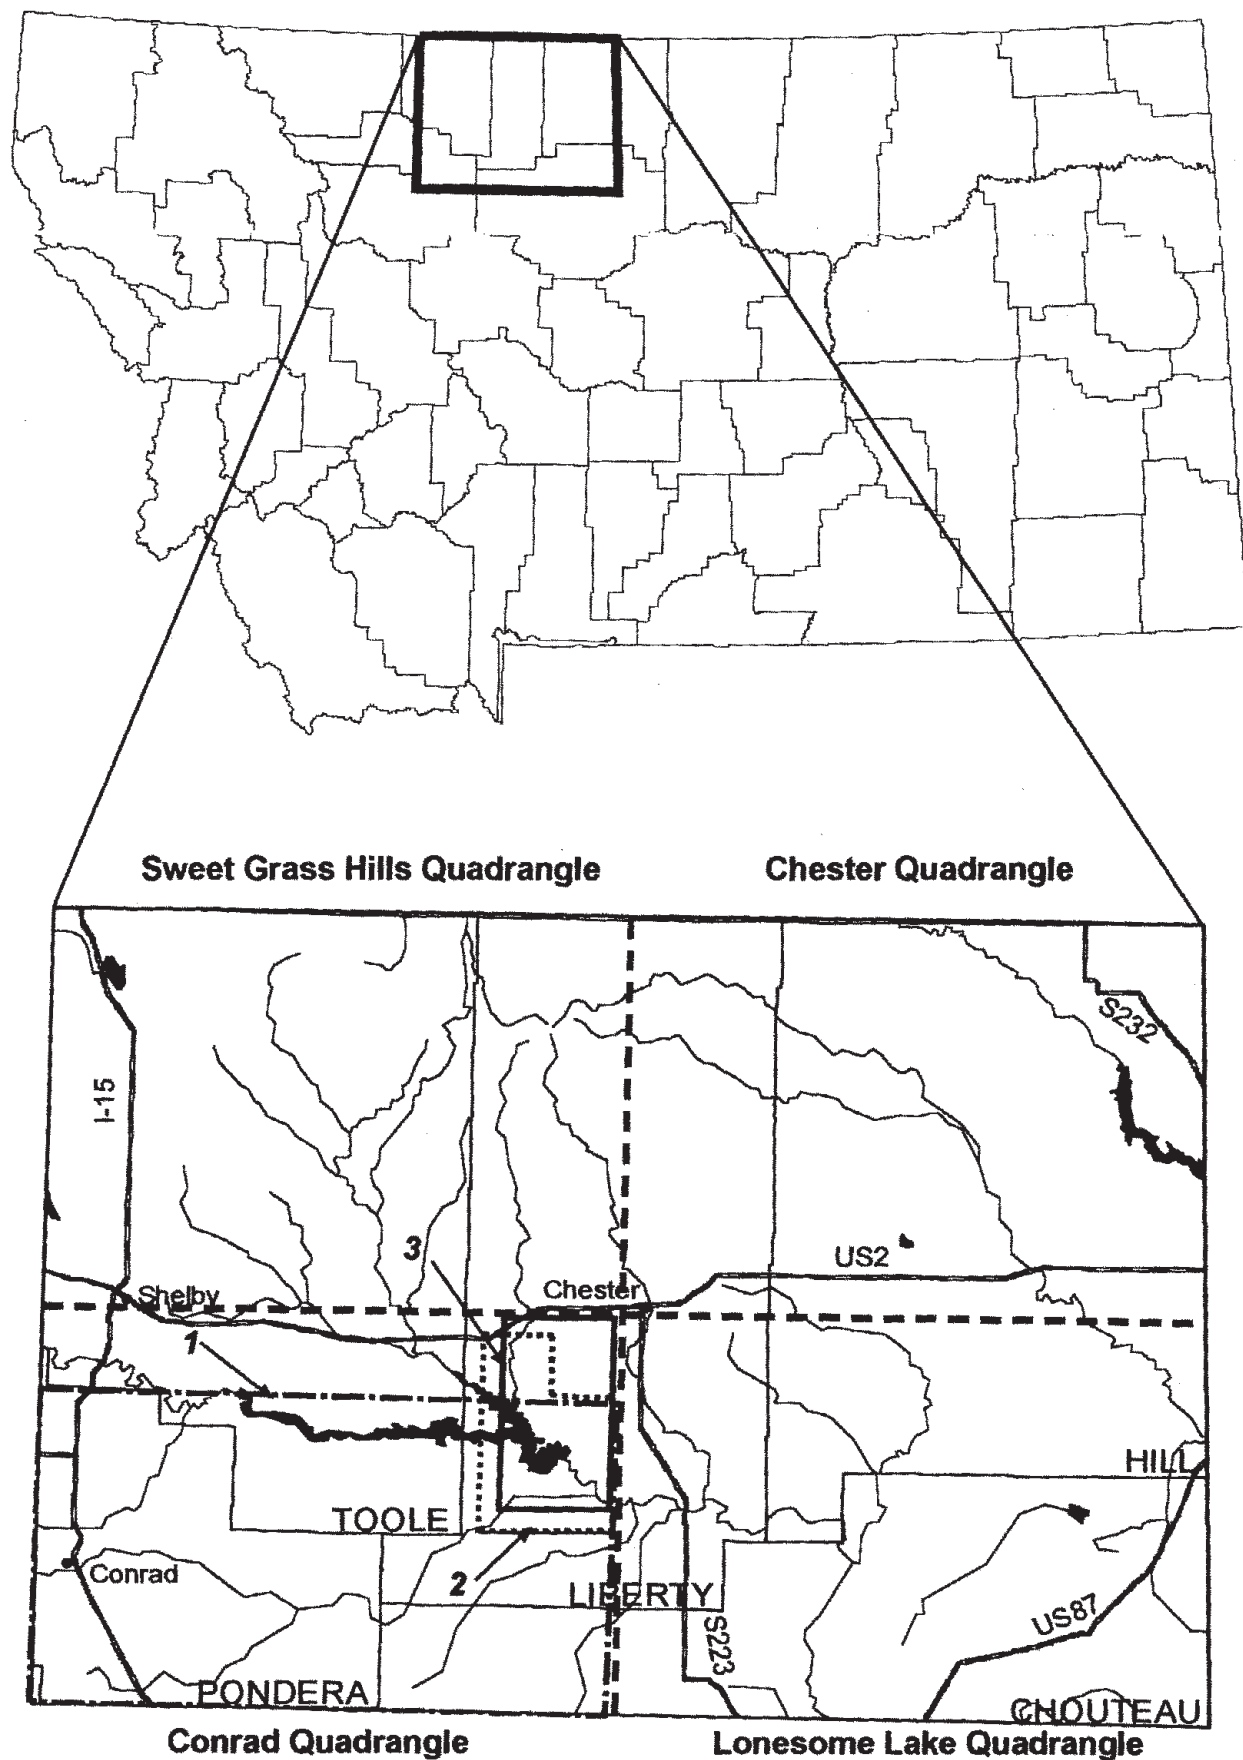 Sweet Grass Hills Quadrangle
Chester Quadrangle
S232
I-15
3
US2
Shelby
Chester
1
HILL
TOOLE
Conrad
2
LIBERTY
US87
S223
PONDERA
CHOUTEAU
Conrad Quadrangle
Lonesome Lake Quadrangle